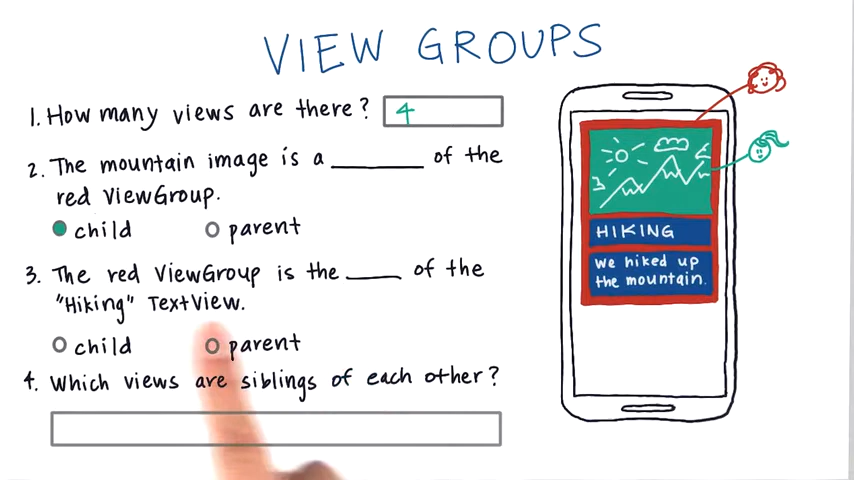 VIEW GROUPS
1. How many views are there? 4
2. The mountain image is a ______ of the
red ViewGroup.
child parent
3. The red ViewGroup is the ____ of the
"Hiking" TextView.
child parent
4. Which views are siblings of each other?
HIKING
we hiked up
the mountain.